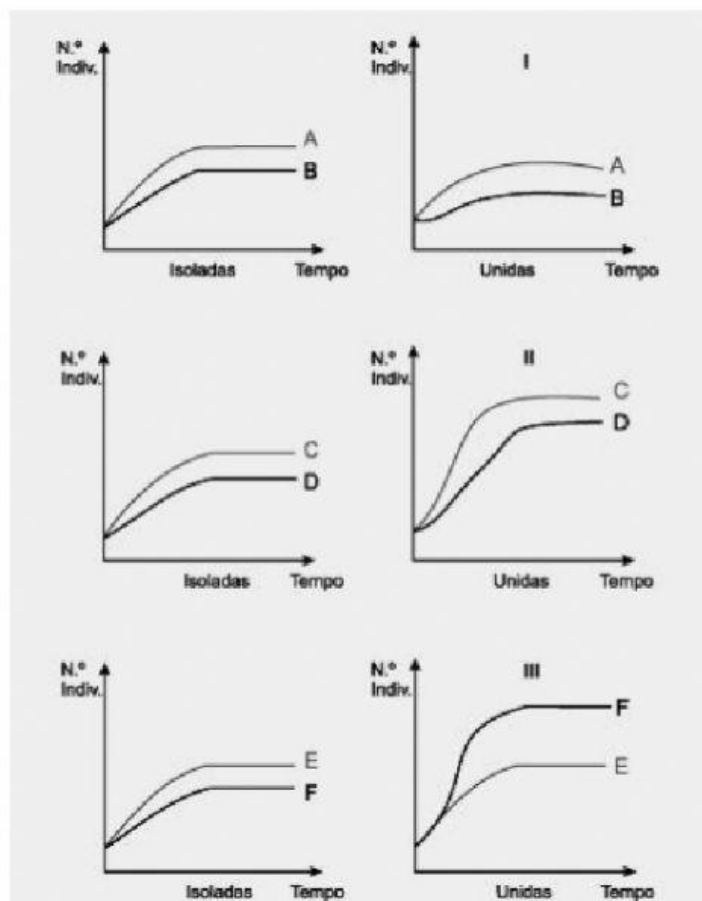 N.º
Indiv.
A
B
Isoladas Tempo
N.º
Indiv.
I
A
B
Unidas Tempo
N.º
Indiv.
C
D
Isoladas Tempo
N.º
Indiv.
II
C
D
Unidas Tempo
N.º
Indiv.
E
F
Isoladas Tempo
N.º
Indiv.
III
F
E
Unidas Tempo